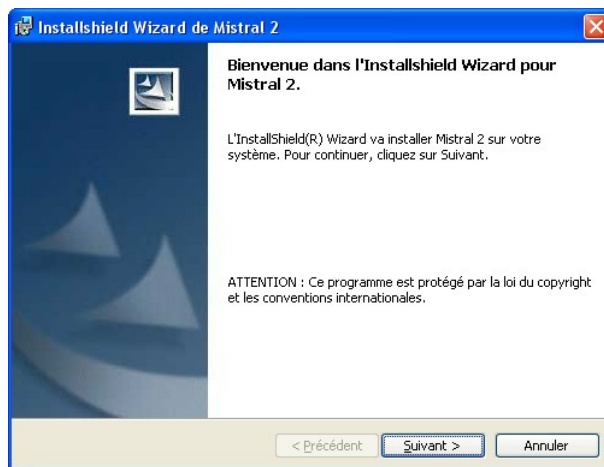 Installshield Wizard de Mistral 2
Bienvenue dans l'Installshield Wizard pour
Mistral 2.
L'InstallShield(R) Wizard va installer Mistral 2 sur votre
système. Pour continuer, cliquez sur Suivant.
ATTENTION : Ce programme est protégé par la loi du copyright
et les conventions internationales.
< Précédent Suivant > Annuler